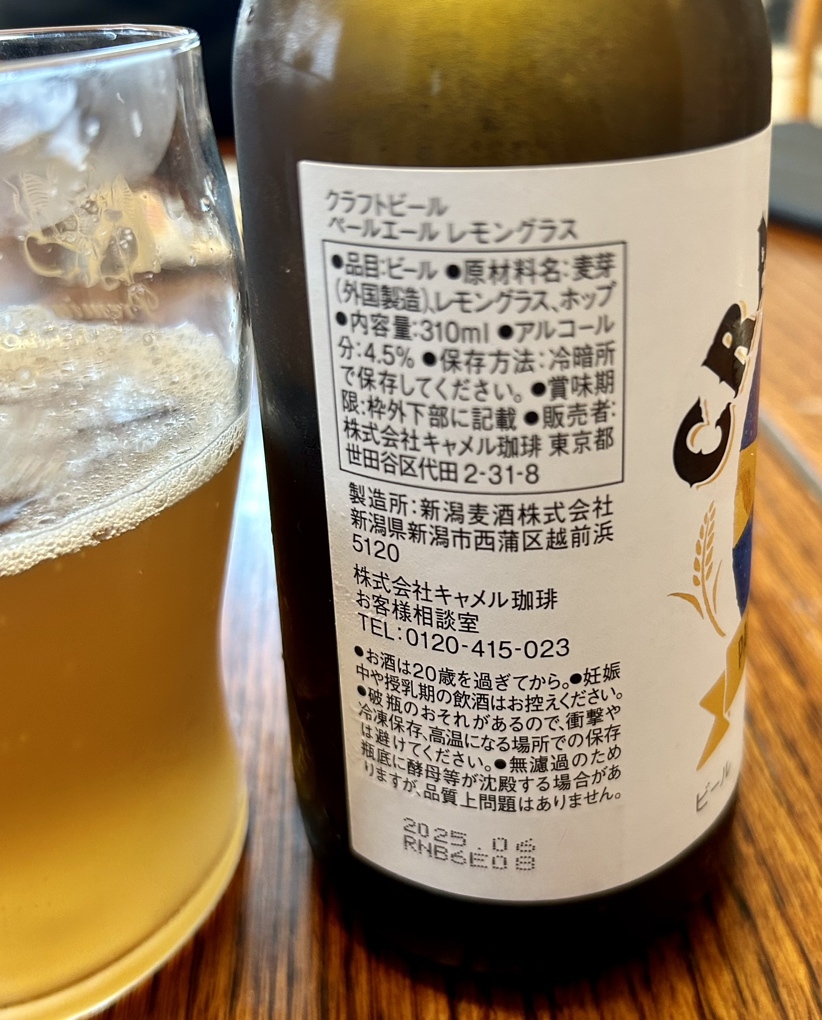 クラフトビール
ペールエール レモングラス
●品目:ビール ●原材料名:麦芽
(外国製造)、レモングラス、ホップ
●内容量:310ml ●アルコール
分:4.5% ●保存方法:冷暗所
で保存してください。 ●賞味期
限:枠外下部に記載 ●販売者:
株式会社キャメル珈琲 東京都
世田谷区代田 2-31-8
製造所:新潟麦酒株式会社
新潟県新潟市西蒲区越前浜
5120
株式会社キャメル珈琲
お客様相談室
TEL:0120-415-023
●お酒は20歳を過ぎてから。●妊娠
中や授乳期の飲酒はお控えください。
●破瓶のおそれがあるので、衝撃や
冷凍保存、高温になる場所での保存
は避けてください。●無濾過のため
瓶底に酵母等が沈殿する場合があ
りますが、品質上問題はありません。
2025.06
RNB6E08
ビール